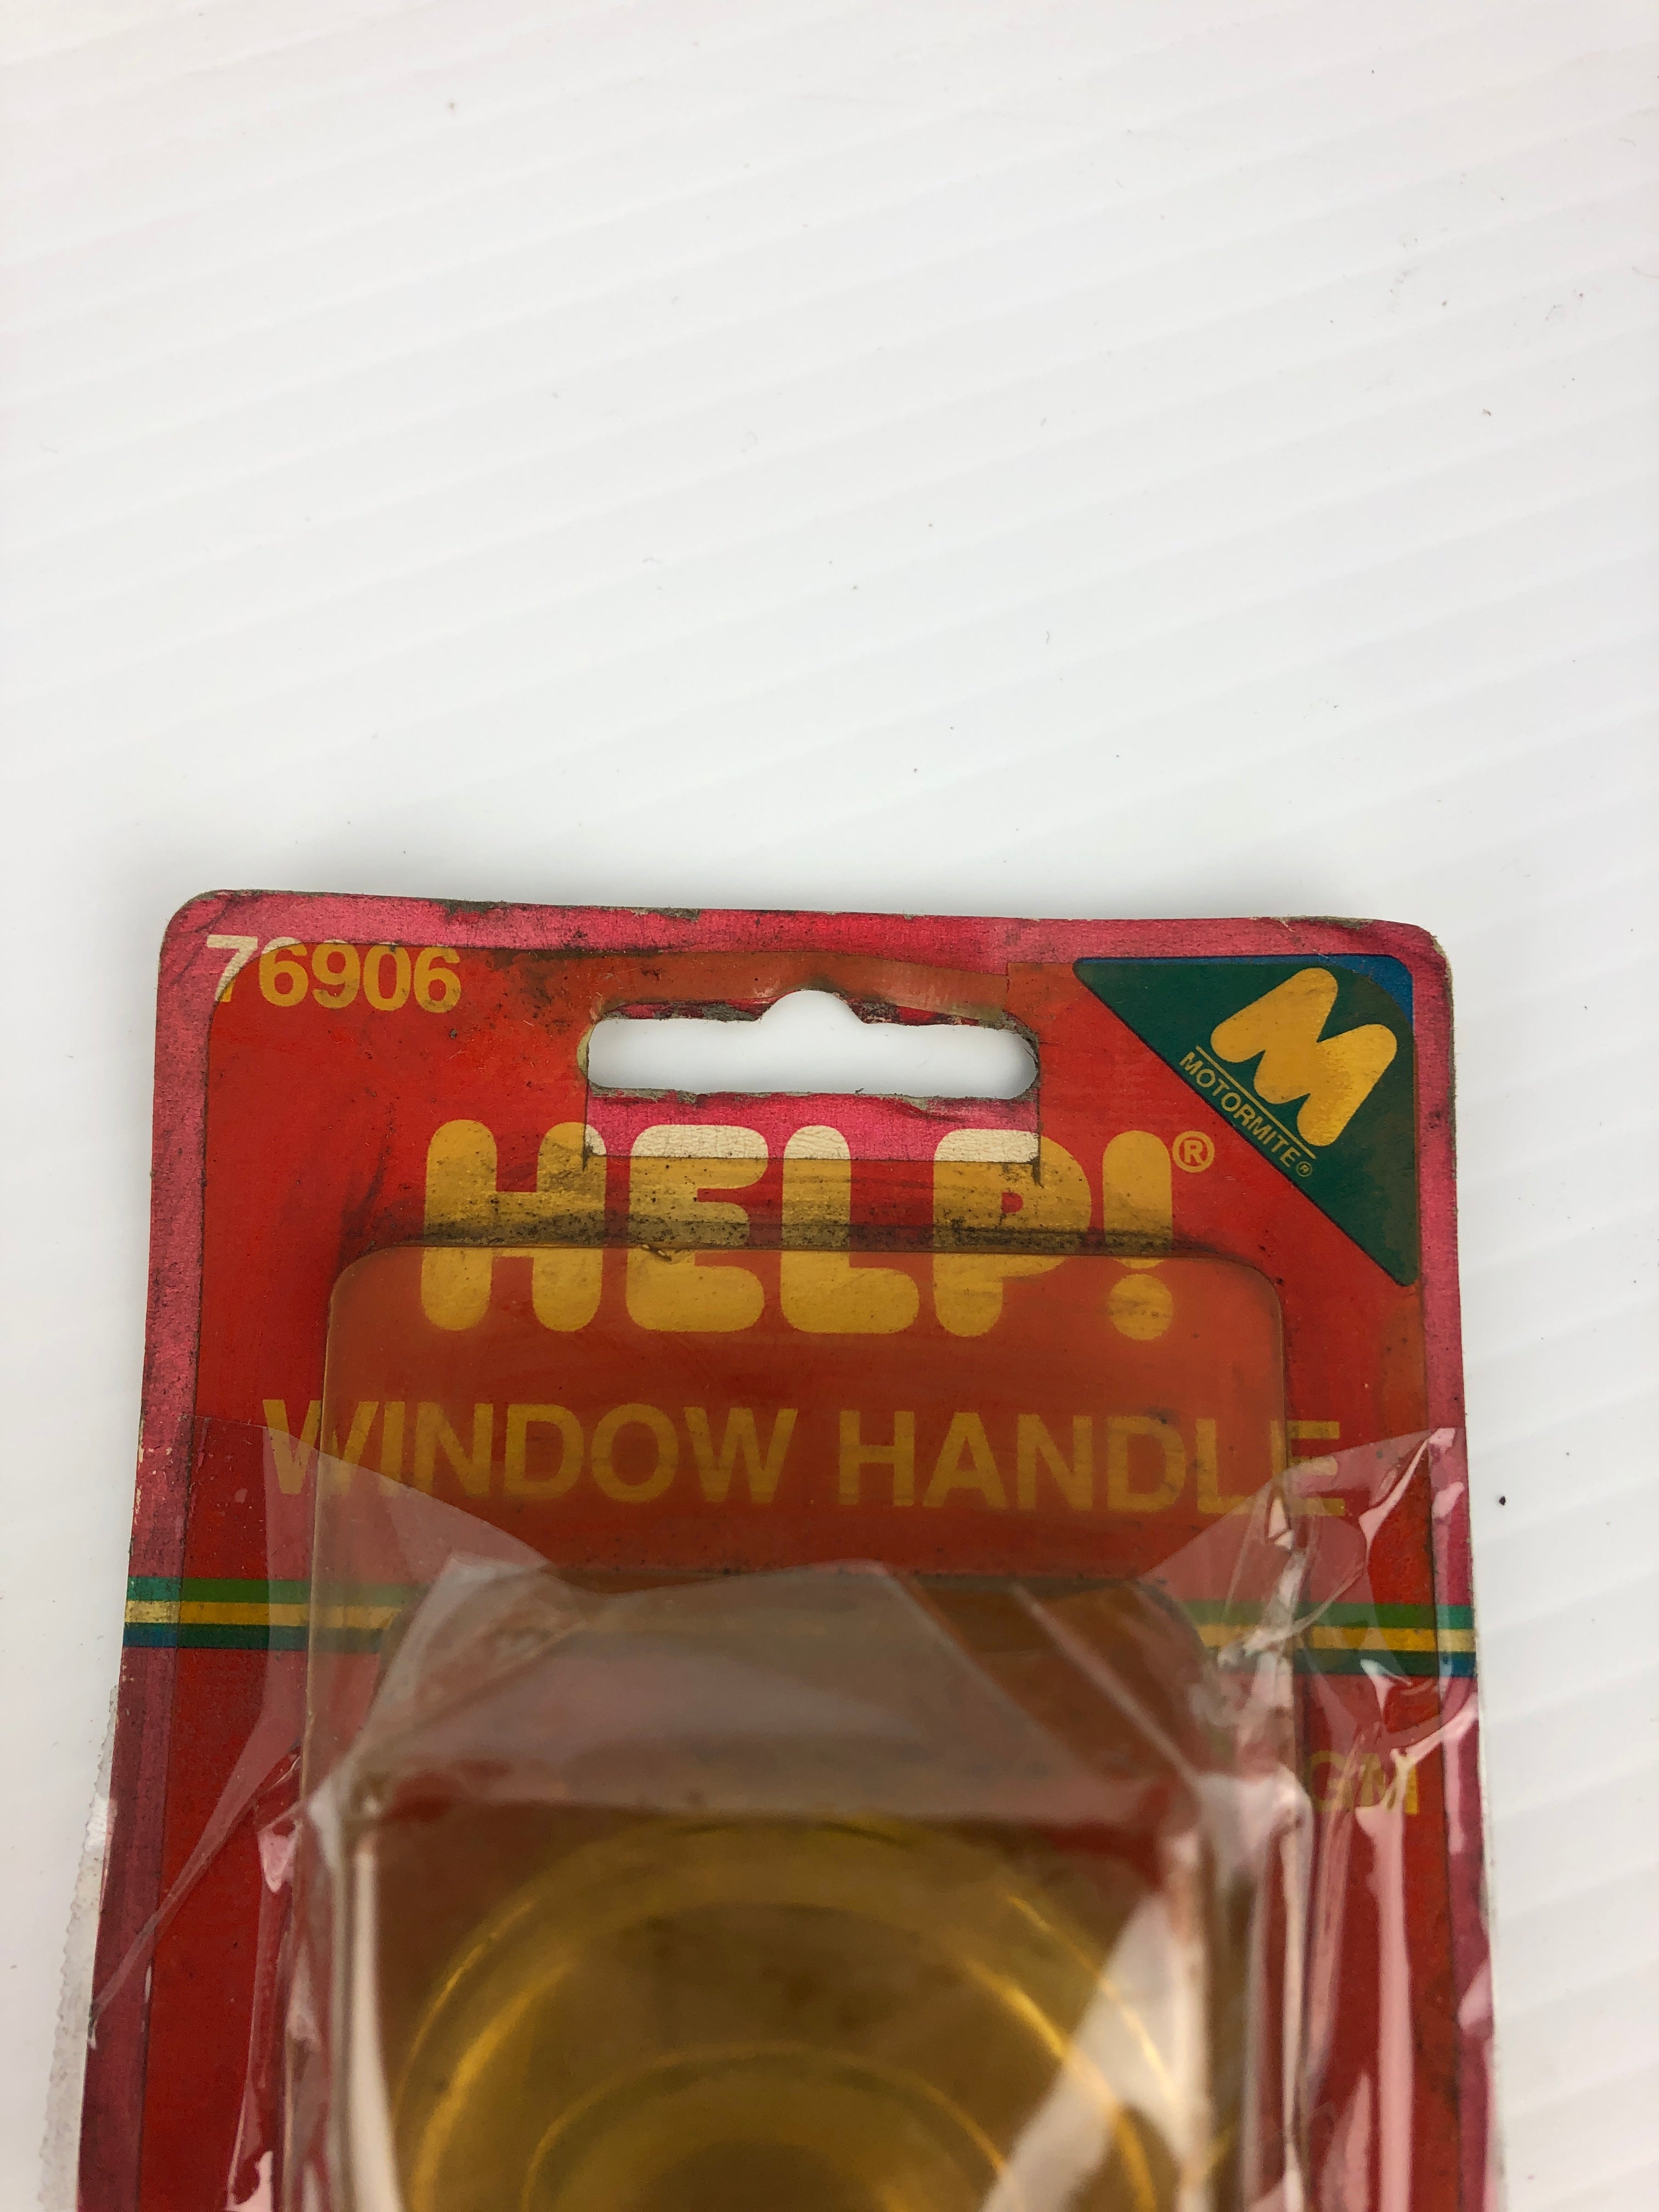 76906
M
MOTORMITE®
HELP!®
WINDOW HANDLE
GM